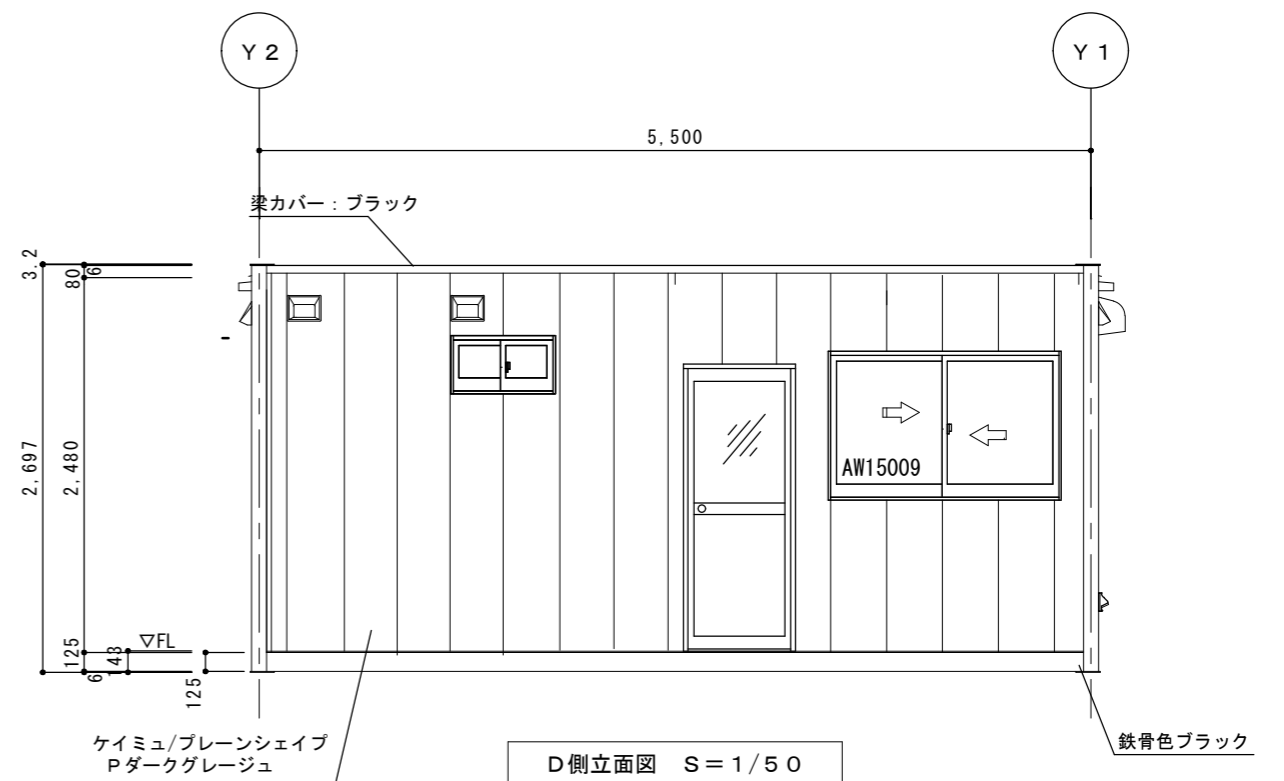 Y2
Y1
5,500
梁カバー：ブラック
3.2
80
6
2,697
2,480
AW15009
▽FL
125
143
6
125
ケイミュ/プレーンシェイプ
Pダークグレージュ
D側立面図 S＝1/50
鉄骨色ブラック